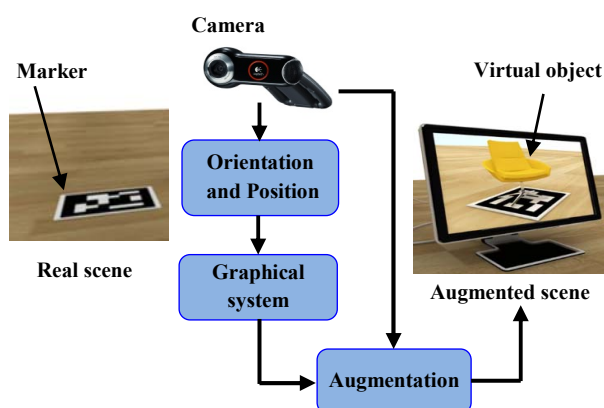 Camera
Marker
Virtual object
Orientation
and Position
Real scene
Graphical
system
Augmented scene
Augmentation